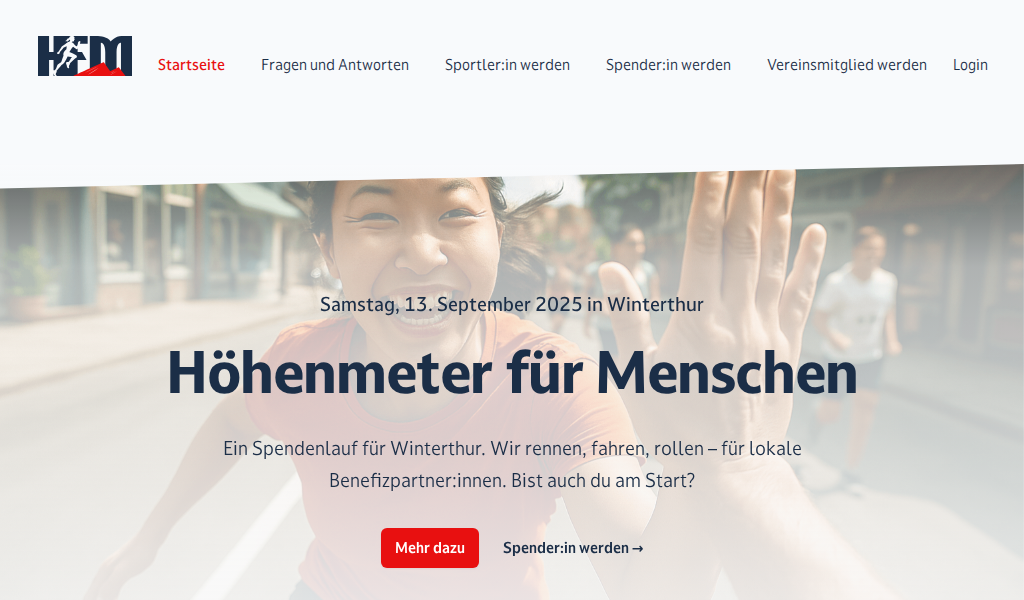 HFM
Startseite
Fragen und Antworten
Sportler:in werden
Spender:in werden
Vereinsmitglied werden
Login
Samstag, 13. September 2025 in Winterthur
Höhenmeter für Menschen
Ein Spendenlauf für Winterthur. Wir rennen, fahren, rollen – für lokale
Benefizpartner:innen. Bist auch du am Start?
Mehr dazu
Spender:in werden →